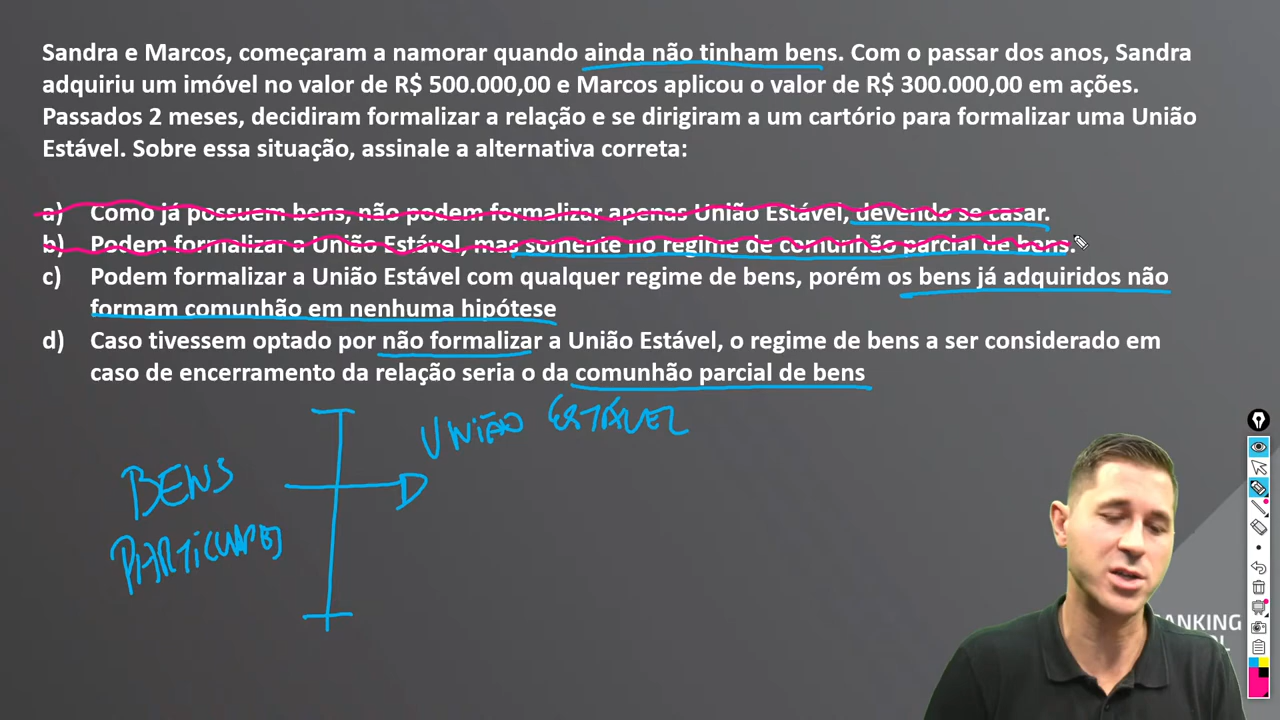 Sandra e Marcos, começaram a namorar quando ainda não tinham bens. Com o passar dos anos, Sandra
adquiriu um imóvel no valor de R$ 500.000,00 e Marcos aplicou o valor de R$ 300.000,00 em ações.
Passados 2 meses, decidiram formalizar a relação e se dirigiram a um cartório para formalizar uma União
Estável. Sobre essa situação, assinale a alternativa correta:
a) Como já possuem bens, não podem formalizar apenas União Estável, devendo se casar.
b) Podem formalizar a União Estável, mas somente no regime de comunhão parcial de bens.
c) Podem formalizar a União Estável com qualquer regime de bens, porém os bens já adquiridos não
formam comunhão em nenhuma hipótese
d) Caso tivessem optado por não formalizar a União Estável, o regime de bens a ser considerado em
caso de encerramento da relação seria o da comunhão parcial de bens
UNIÃO ESTÁVEL
BENS
PARTICULARES
ANKING